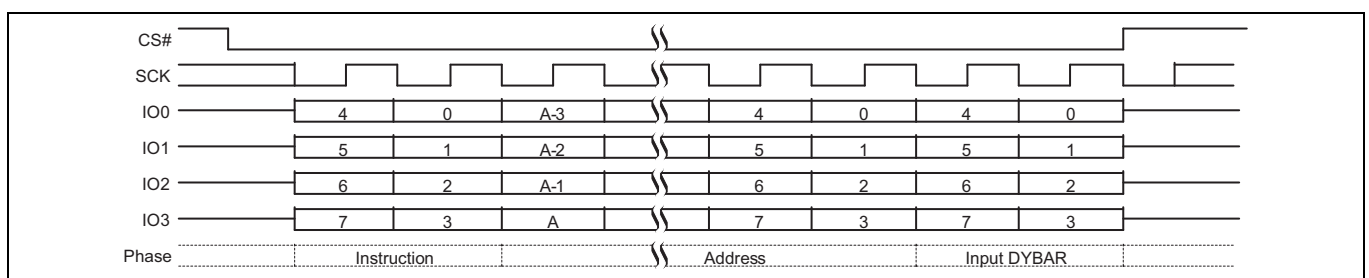 CS#
SCK
IO0 4 0 A-3 4 0 4 0
IO1 5 1 A-2 5 1 5 1
IO2 6 2 A-1 6 2 6 2
IO3 7 3 A 7 3 7 3
Phase Instruction Address Input DYBAR